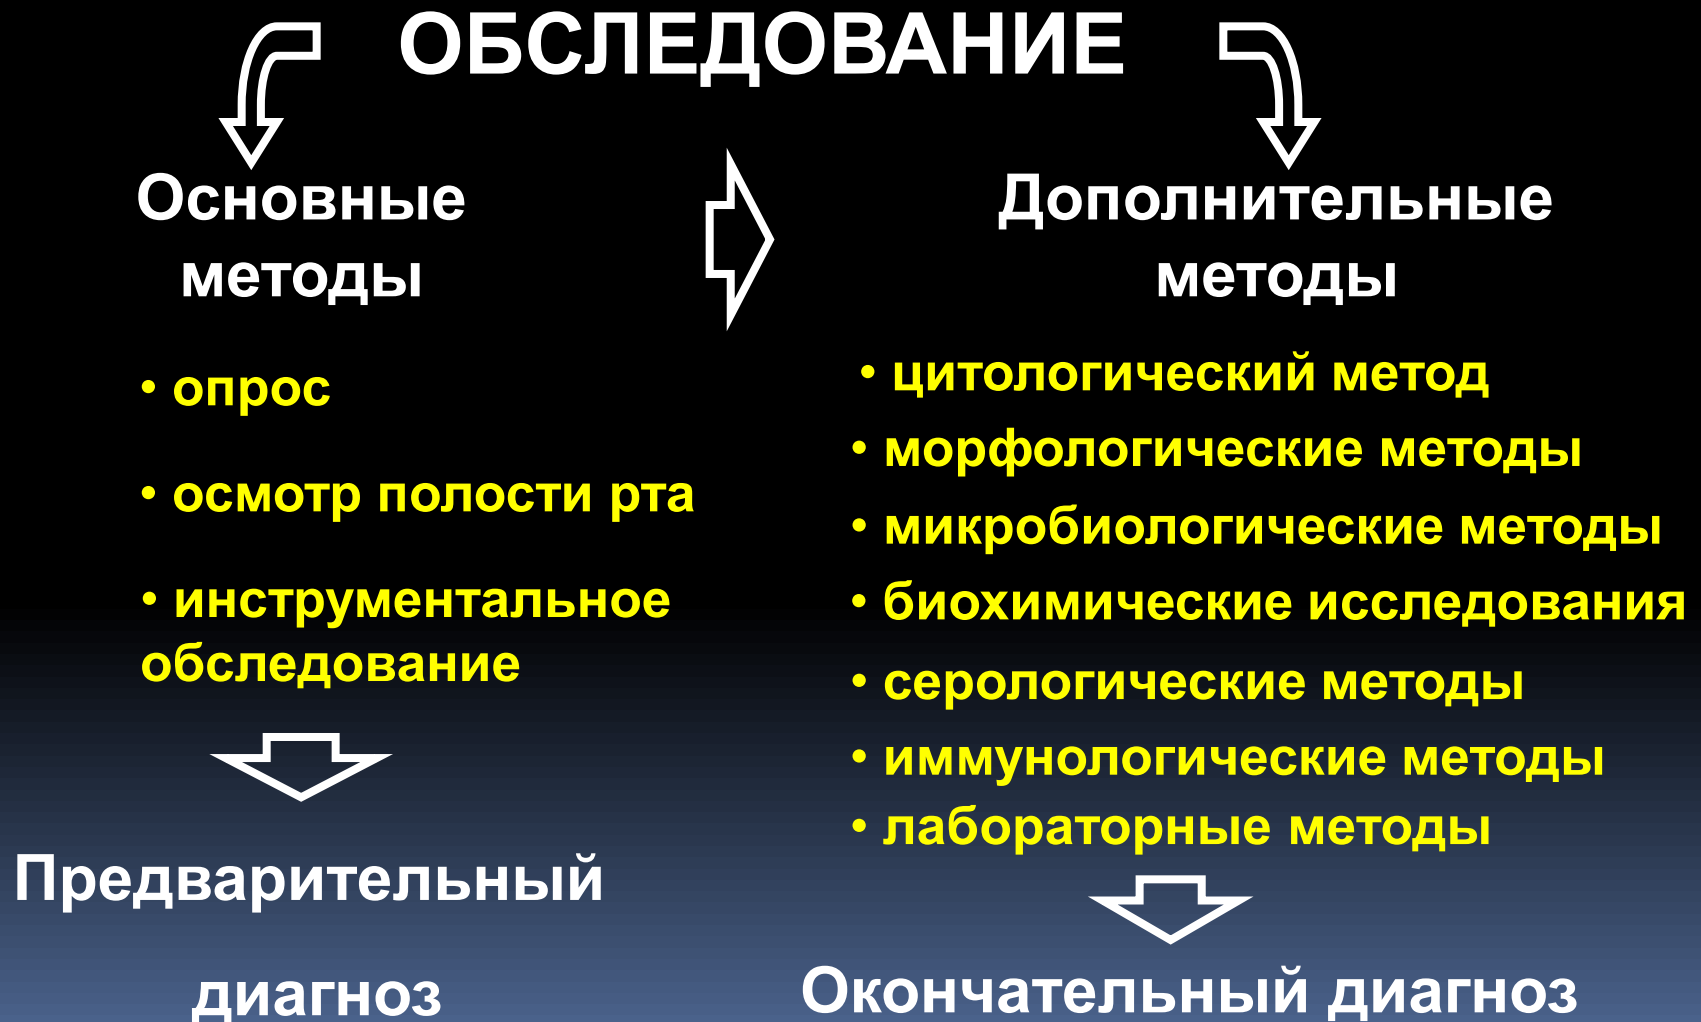 ОБСЛЕДОВАНИЕ
Основные
методы
• опрос
• осмотр полости рта
• инструментальное
обследование
Предварительный
диагноз
Дополнительные
методы
• цитологический метод
• морфологические методы
• микробиологические методы
• биохимические исследования
• серологические методы
• иммунологические методы
• лабораторные методы
Окончательный диагноз